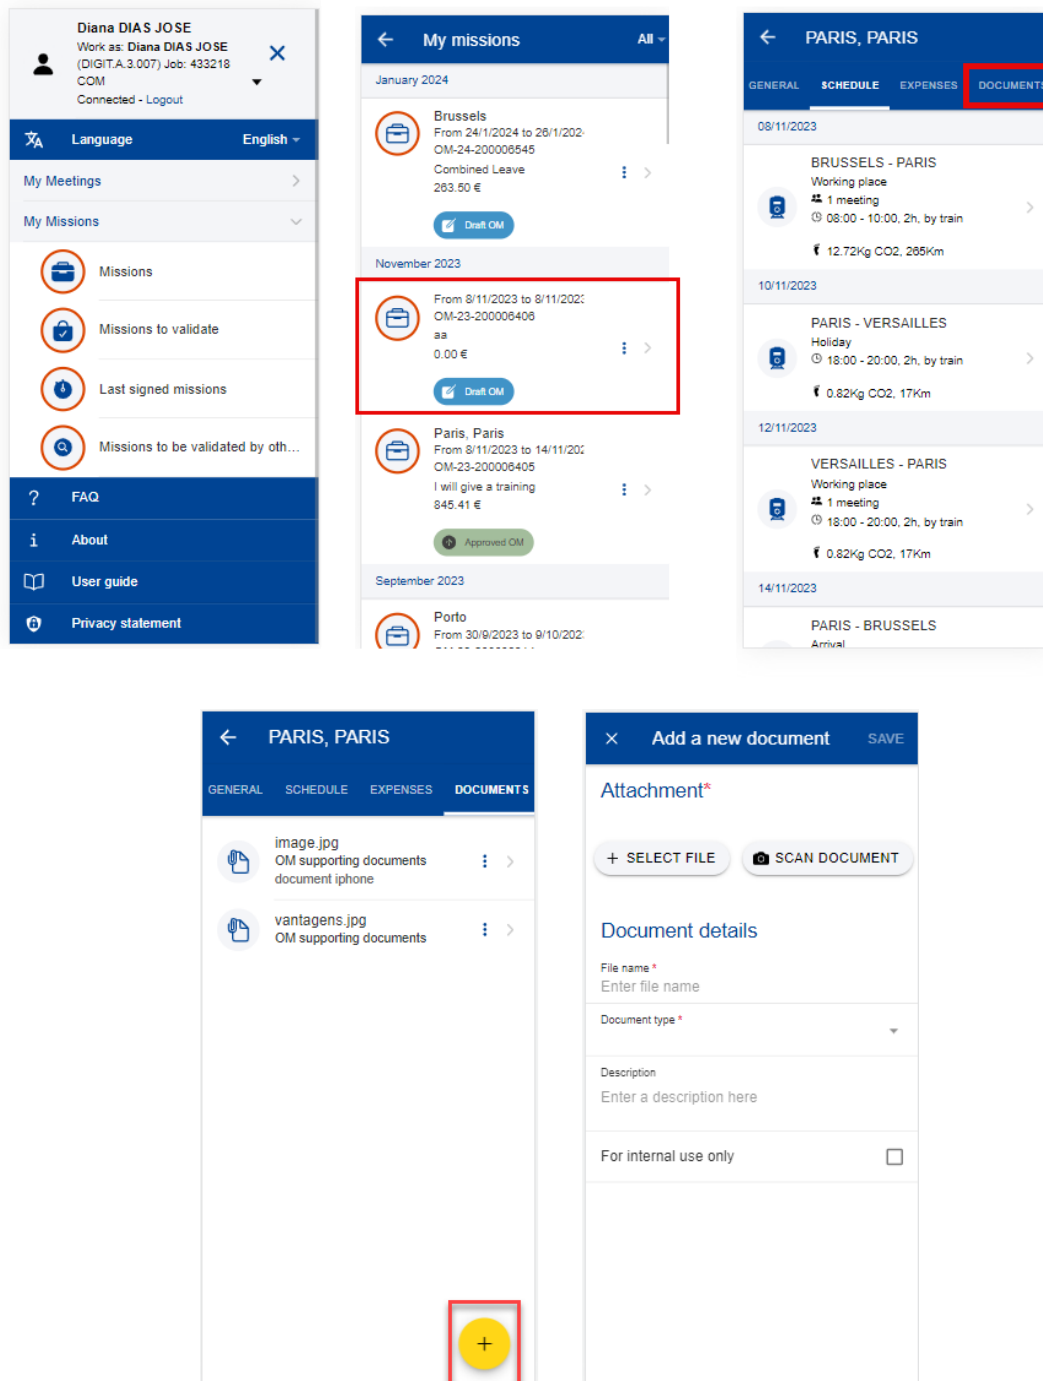 Diana DIAS JOSE
Work as: Diana DIAS JOSE
(DIGIT.A.3.007) Job: 433218
COM
Connected - Logout
Language English
My Meetings
My Missions
Missions
Missions to validate
Last signed missions
Missions to be validated by oth...
FAQ
About
User guide
Privacy statement
My missions All
January 2024
Brussels
From 24/1/2024 to 26/1/202
OM-24-200006545
Combined Leave
263.50 €
Draft OM
November 2023
From 8/11/2023 to 8/11/202
OM-23-200006406
aa
0.00 €
Draft OM
Paris, Paris
From 8/11/2023 to 14/11/20
OM-23-200006405
I will give a training
845.41 €
Approved OM
September 2023
Porto
From 30/9/2023 to 9/10/202
PARIS, PARIS
GENERAL SCHEDULE EXPENSES DOCUMENTS
08/11/2023
BRUSSELS - PARIS
Working place
1 meeting
08:00 - 10:00, 2h, by train
12.72Kg CO2, 265Km
10/11/2023
PARIS - VERSAILLES
Holiday
18:00 - 20:00, 2h, by train
0.82Kg CO2, 17Km
12/11/2023
VERSAILLES - PARIS
Working place
1 meeting
18:00 - 20:00, 2h, by train
0.82Kg CO2, 17Km
14/11/2023
PARIS - BRUSSELS
Arrival
PARIS, PARIS
GENERAL SCHEDULE EXPENSES DOCUMENTS
image.jpg
OM supporting documents
document iphone
vantagens.jpg
OM supporting documents
+
Add a new document SAVE
Attachment*
+ SELECT FILE SCAN DOCUMENT
Document details
File name *
Enter file name
Document type *
Description
Enter a description here
For internal use only